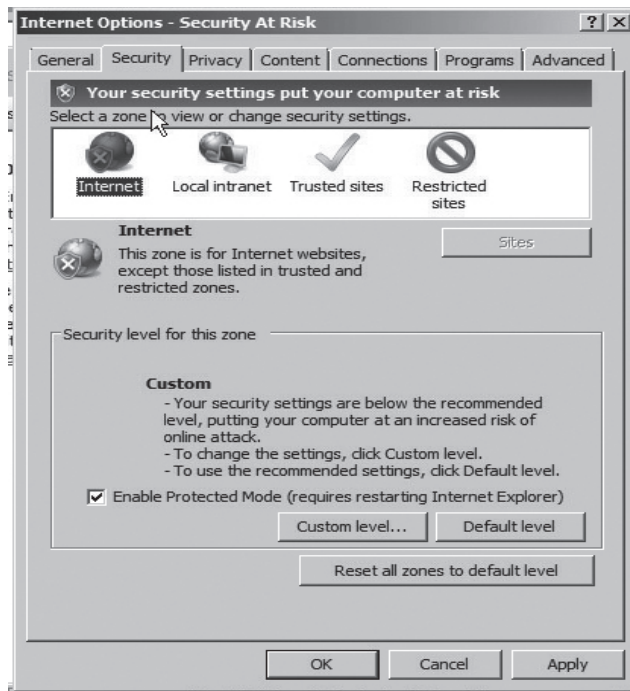 Internet Options - Security At Risk
General Security Privacy Content Connections Programs Advanced
Your security settings put your computer at risk
Select a zone to view or change security settings.
Internet Local intranet Trusted sites Restricted
sites
Internet
Sites
This zone is for Internet websites,
except those listed in trusted and
restricted zones.
Security level for this zone
Custom
- Your security settings are below the recommended
level, putting your computer at an increased risk of
online attack.
- To change the settings, click Custom level.
- To use the recommended settings, click Default level.
Enable Protected Mode (requires restarting Internet Explorer)
Custom level... Default level
Reset all zones to default level
OK Cancel Apply